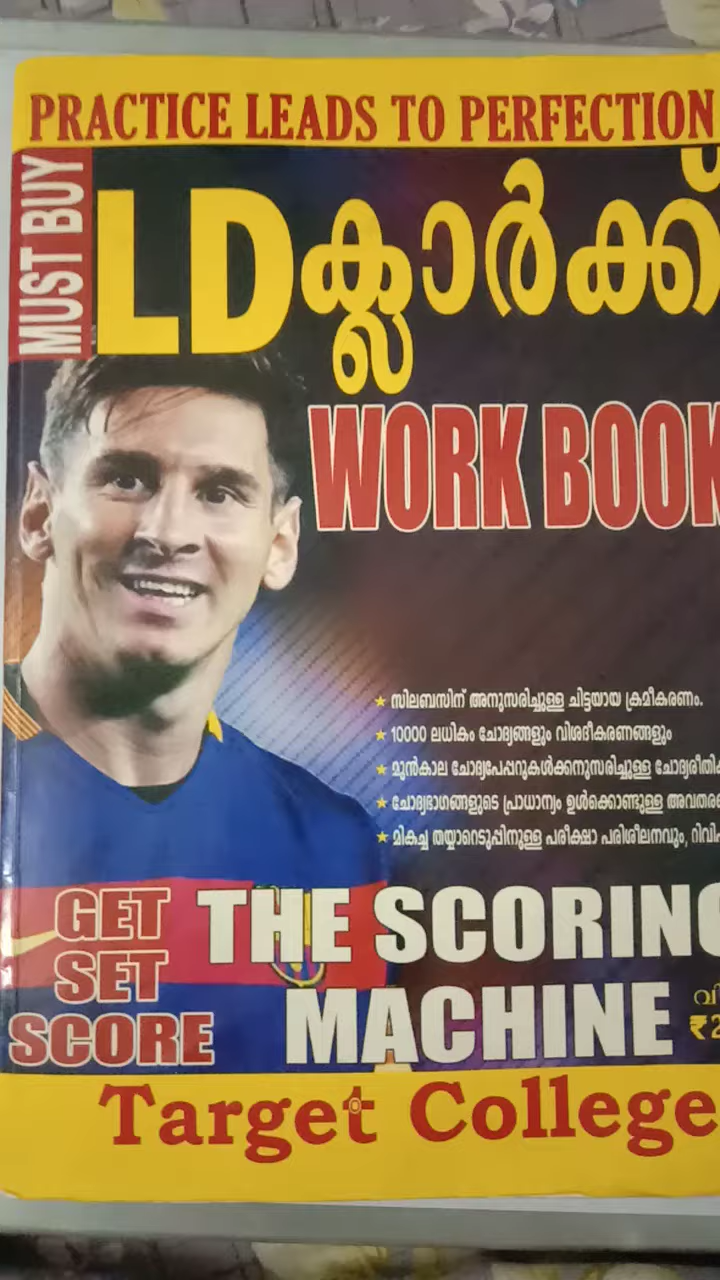 PRACTICE LEADS TO PERFECTION
MUST BUY
LD ക്ലാർക്ക്
WORK BOOK
★ സിലബസിന് അനുസരിച്ചുള്ള ചിട്ടയായ ക്രമീകരണം.
★ 10000 ലധികം ചോദ്യങ്ങളും വിശദീകരണങ്ങളും
★ മുൻകാല ചോദ്യപേപ്പറുകൾക്കനുസരിച്ചുള്ള
★ ചോദ്യഭാഗങ്ങളുടെ പ്രാധാന്യം ഉൾക്കൊണ്ടുള്ള
★ മികച്ച തയ്യാറെടുപ്പിനുള്ള പരീക്ഷാ പരിശീലനവും,
GET
SET
SCORE
THE SCORING
MACHINE
Target College